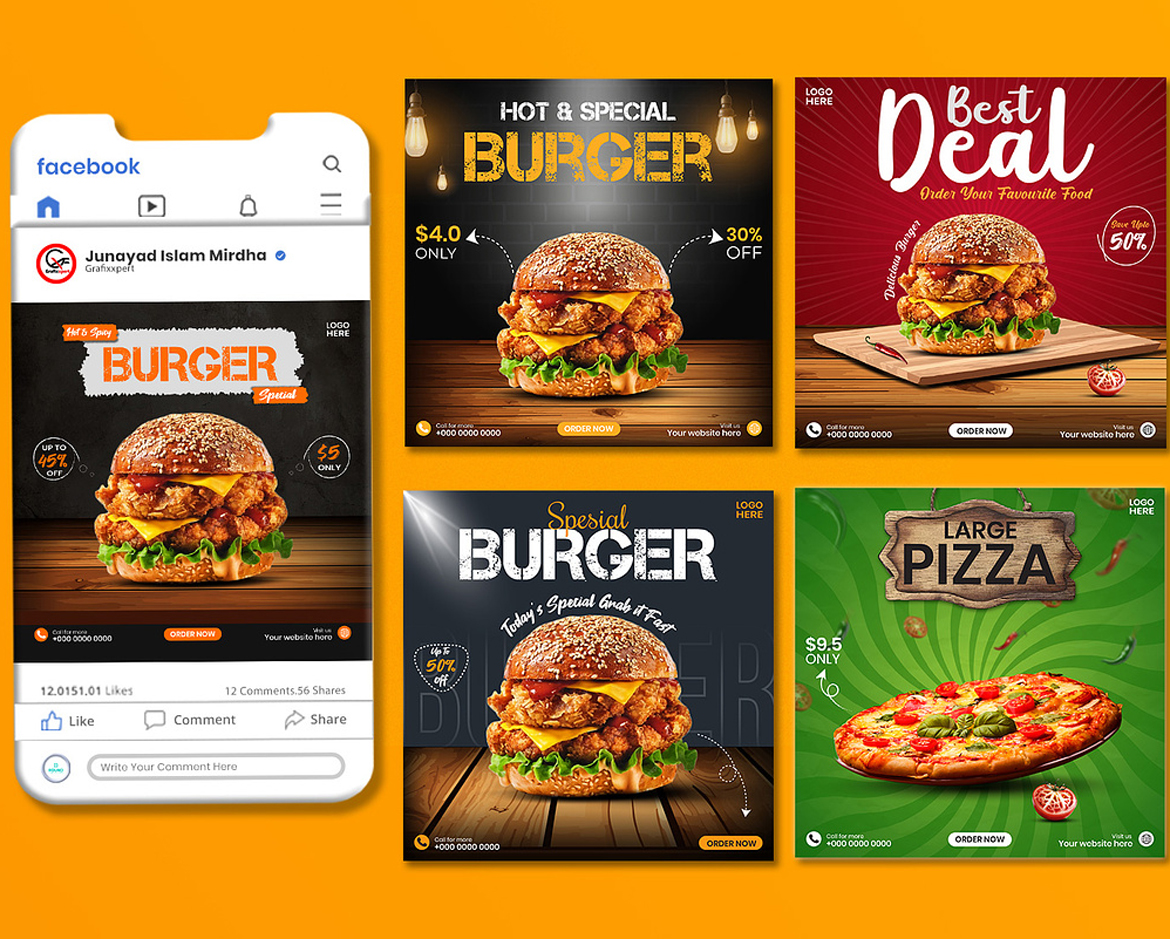 facebook
Junayad Islam Mirdha
Grafixxpert
Hot & Spicy
LOGO
HERE
BURGER
Special
UP TO
45%
OFF
$5
ONLY
Call for more
+000 0000 0000
ORDER NOW
Visit us
Your website here
12.0151,01 Likes
12 Comments.56 Shares
Like
Comment
Share
Write Your Comment Here
HOT & SPECIAL
BURGER
$4.0
ONLY
30%
OFF
Call for more
+000 0000 0000
ORDER NOW
Visit us
Your website here
LOGO
HERE
Best
Deal
Order Your Favourite Food
Delicious Burger
Save Upto
50%
Call for more
+000 0000 0000
ORDER NOW
Visit us
Your website here
Spesial
LOGO
HERE
BURGER
Today's Special Grab it Fast
BURGER
Up To
50%
off
Call for more
+000 0000 0000
ORDER NOW
LOGO
HERE
LARGE
PIZZA
$9.5
ONLY
Call for more
+000 0000 0000
ORDER NOW
Visit us
Your website here